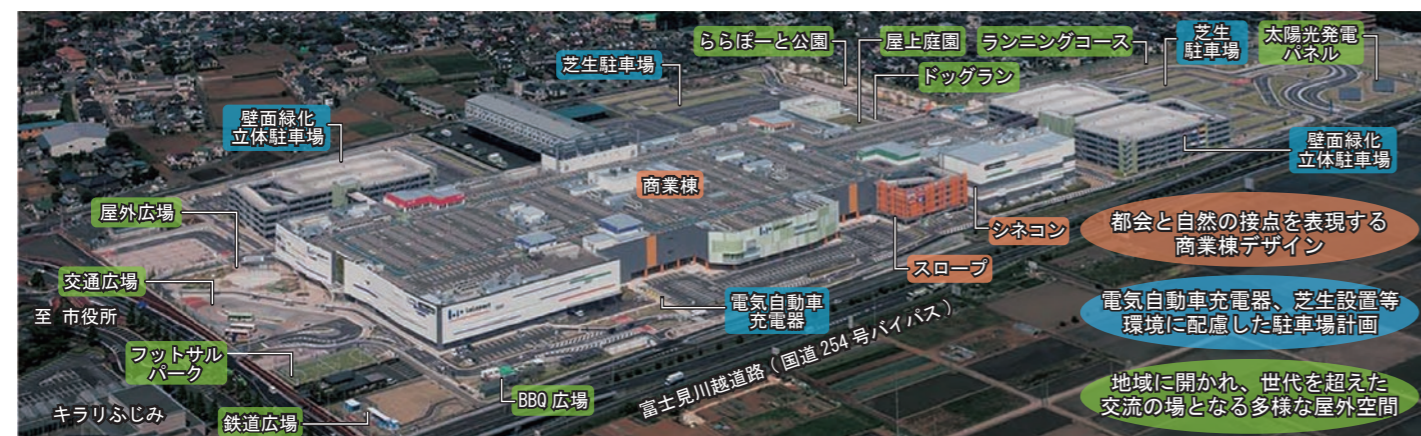 ららぽーと公園
屋上庭園
ランニングコース
芝生
駐車場
太陽光発電
パネル
芝生駐車場
ドッグラン
壁面緑化
立体駐車場
壁面緑化
立体駐車場
商業棟
屋外広場
シネコン
都会と自然の接点を表現する
商業棟デザイン
スロープ
交通広場
至 市役所
電気自動車
充電器
電気自動車充電器、芝生設置等
環境に配慮した駐車場計画
富士見川越道路(国道254号バイパス)
フットサル
パーク
BBQ広場
地域に開かれ、世代を超えた
交流の場となる多様な屋外空間
キラリふじみ
鉄道広場